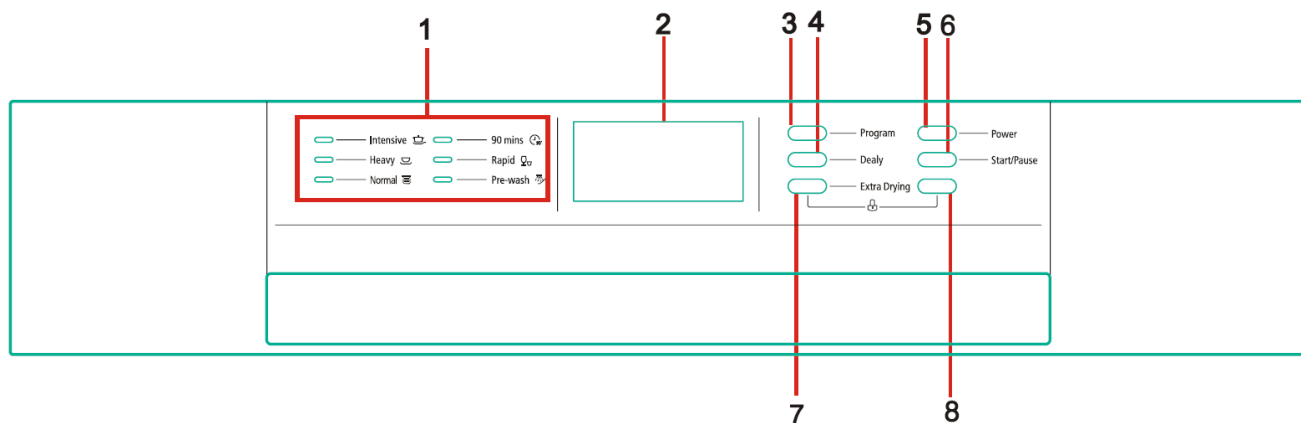 1 2 3 4 5 6
Intensive 90 mins Program Power
Heavy Rapid Dealy Start/Pause
Normal Pre-wash Extra Drying
7 8